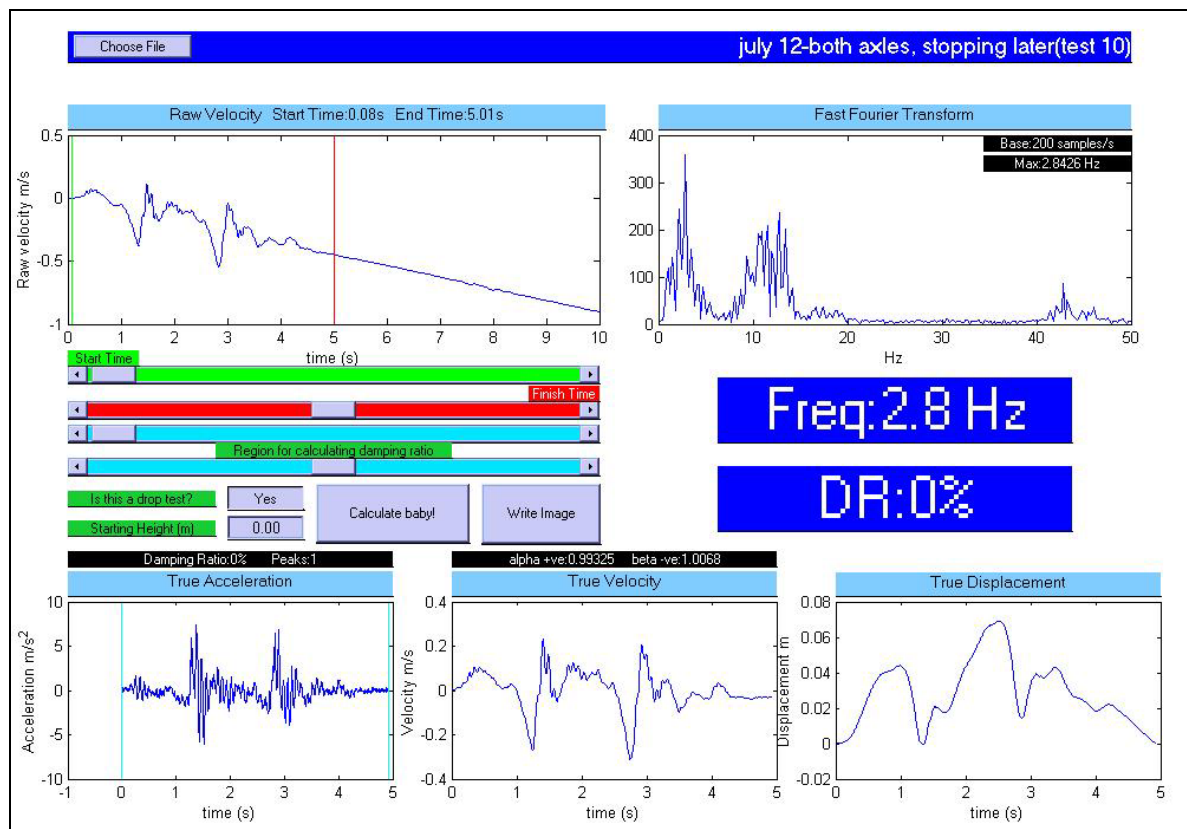 Choose File
july 12-both axles, stopping later(test 10)
Raw Velocity Start Time:0.08s End Time:5.01s
Fast Fourier Transform
0.5
0
-0.5
-1
Raw velocity m/s
0 1 2 3 4 5 6 7 8 9 10
time (s)
400
300
200
100
0
Base:200 samples/s
Max:2.8426 Hz
0 10 20 30 40 50
Hz
Start Time
Finish Time
Region for calculating damping ratio
Is this a drop test?
Yes
Starting Height (m)
0.00
Calculate baby!
Write Image
Freq:2.8 Hz
DR:0%
Damping Ratio:0% Peaks:1
True Acceleration
10
5
0
-5
-10
Acceleration m/s²
-1 0 1 2 3 4 5
time (s)
alpha +ve:0.99325 beta -ve:1.0068
True Velocity
0.4
0.2
0
-0.2
-0.4
Velocity m/s
0 1 2 3 4 5
time (s)
True Displacement
0.08
0.06
0.04
0.02
0
-0.02
Displacement m
0 1 2 3 4 5
time (s)